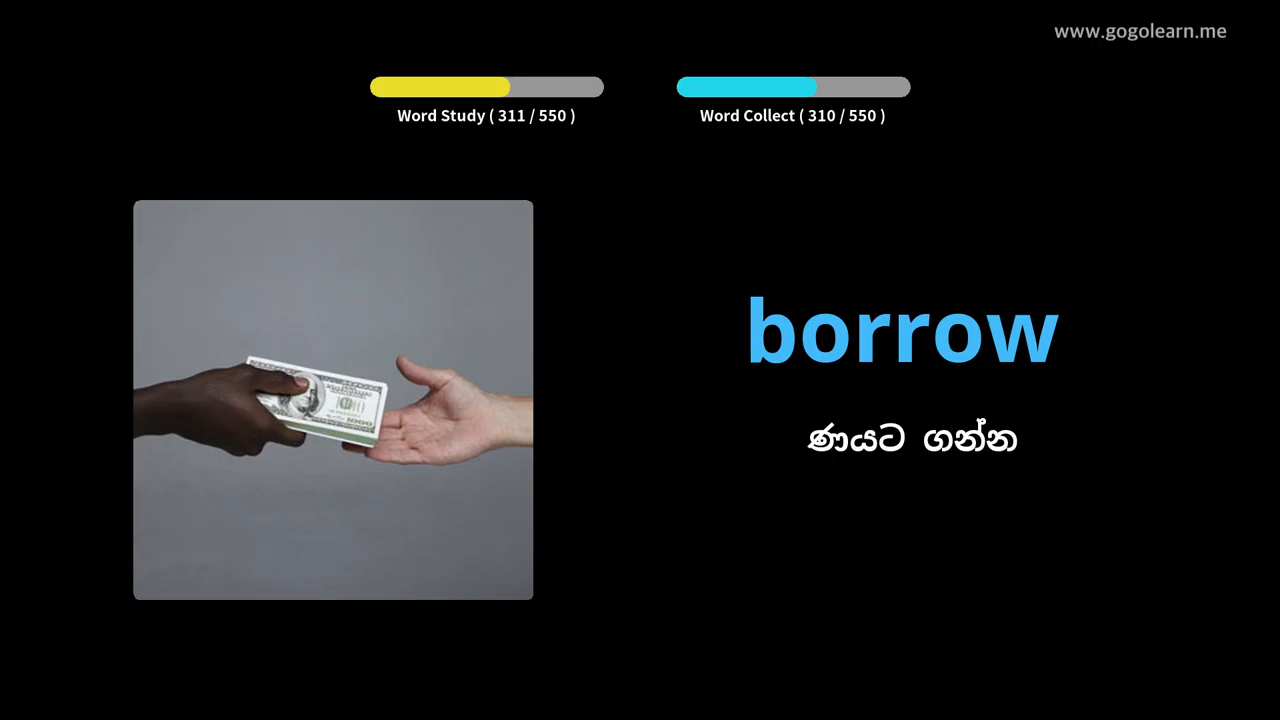 www.gogolearn.me
Word Study ( 311 / 550 )
Word Collect ( 310 / 550 )
borrow
ණයට ගන්න